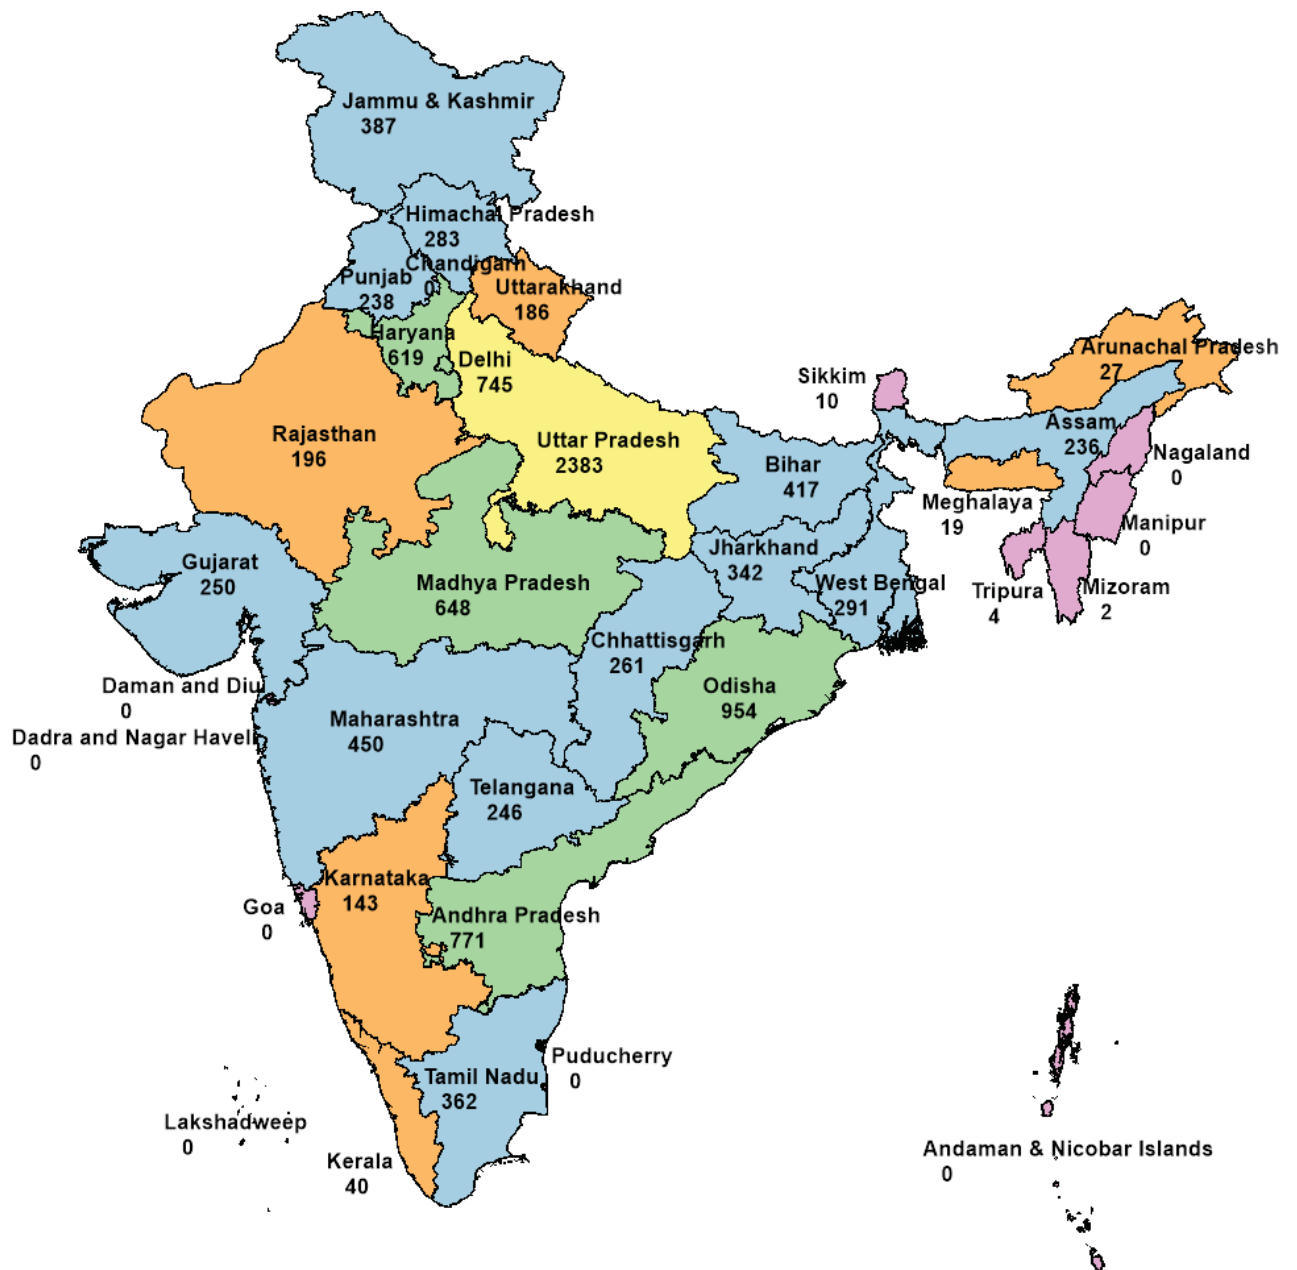 Jammu & Kashmir
387
Himachal Pradesh
283
Chandigarh
0
Punjab
238
Uttarakhand
186
Haryana
619
Delhi
745
Arunachal Pradesh
27
Sikkim
10
Assam
236
Rajasthan
196
Uttar Pradesh
2383
Bihar
417
Nagaland
0
Meghalaya
19
Manipur
0
Jharkhand
342
Gujarat
250
Madhya Pradesh
648
West Bengal
291
Tripura
4
Mizoram
2
Chhattisgarh
261
Daman and Diu
0
Odisha
954
Maharashtra
450
Dadra and Nagar Haveli
0
Telangana
246
Karnataka
143
Goa
0
Andhra Pradesh
771
Puducherry
0
Tamil Nadu
362
Lakshadweep
0
Kerala
40
Andaman & Nicobar Islands
0